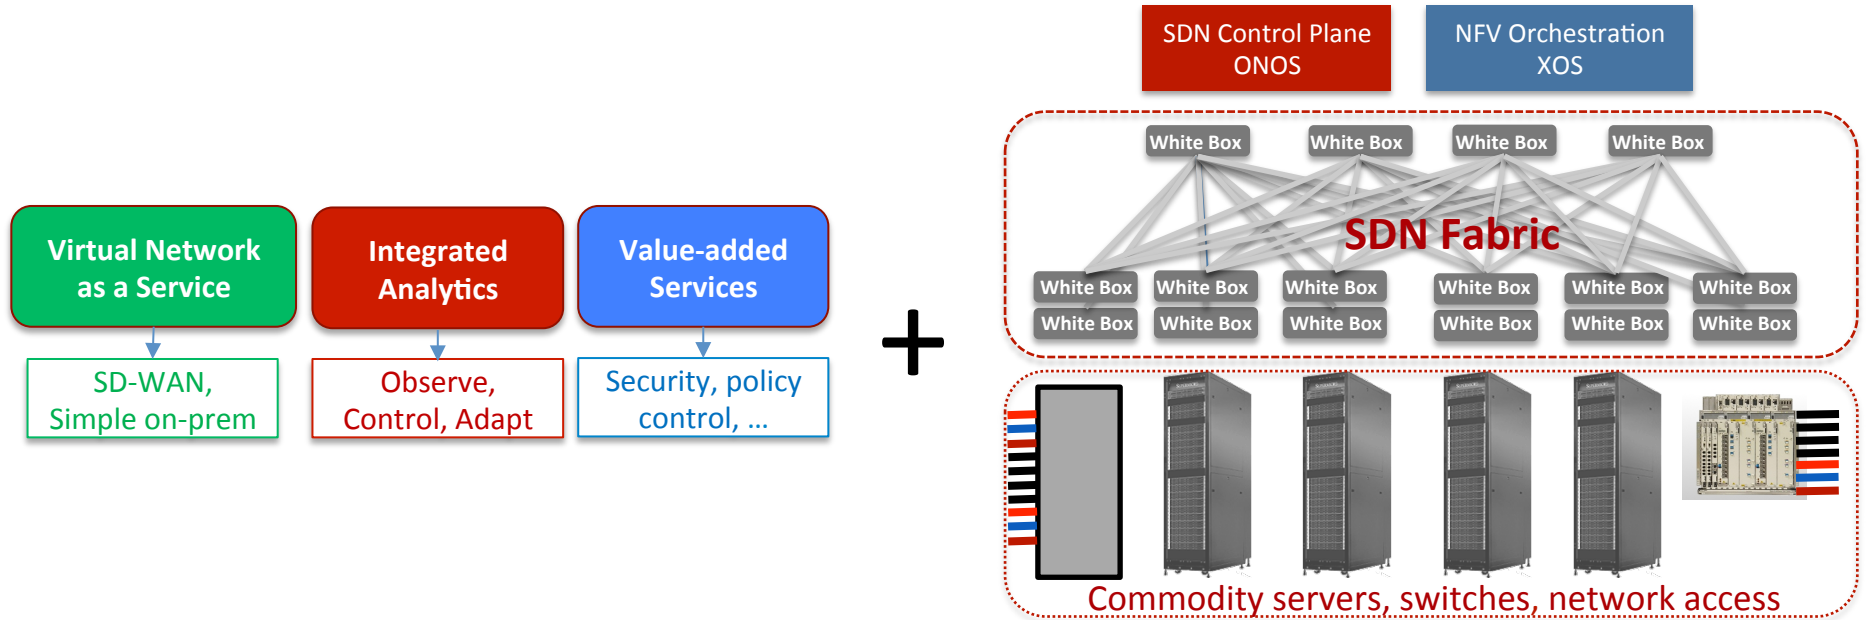 SDN Control Plane
ONOS
NFV Orchestration
XOS
White Box
White Box
White Box
White Box
SDN Fabric
White Box
White Box
White Box
White Box
White Box
White Box
White Box
White Box
White Box
White Box
White Box
White Box
Virtual Network
as a Service
Integrated
Analytics
Value-added
Services
+
SD-WAN,
Simple on-prem
Observe,
Control, Adapt
Security, policy
control, ...
Commodity servers, switches, network access